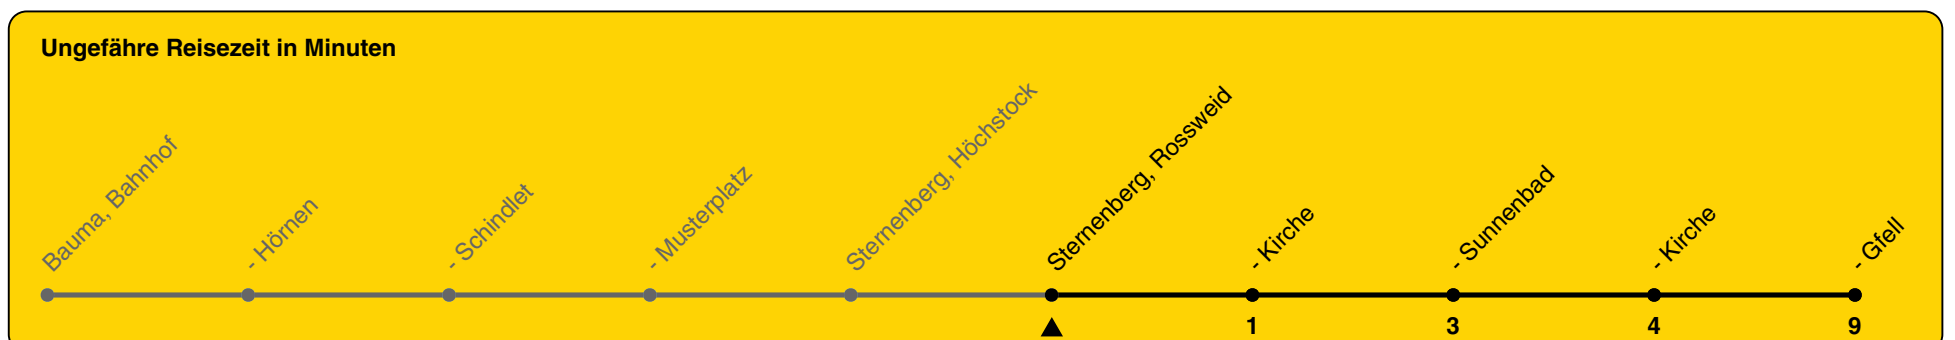 Ungefähre Reisezeit in Minuten
Bauma, Bahnhof
- Hörnen
- Schindlet
- Musterplatz
Sternenberg, Höchstock
Sternenberg, Rossweid
- Kirche
- Sunnenbad
- Kirche
- Gfell
1 3 4 9